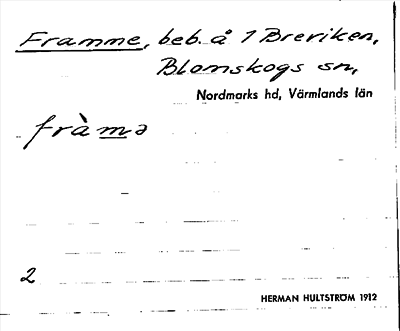 Framme, beb. å 1 Breviken,
Blomskogs sn,
Nordmarks hd, Värmlands län
fràmə
2
HERMAN HULTSTRÖM 1912